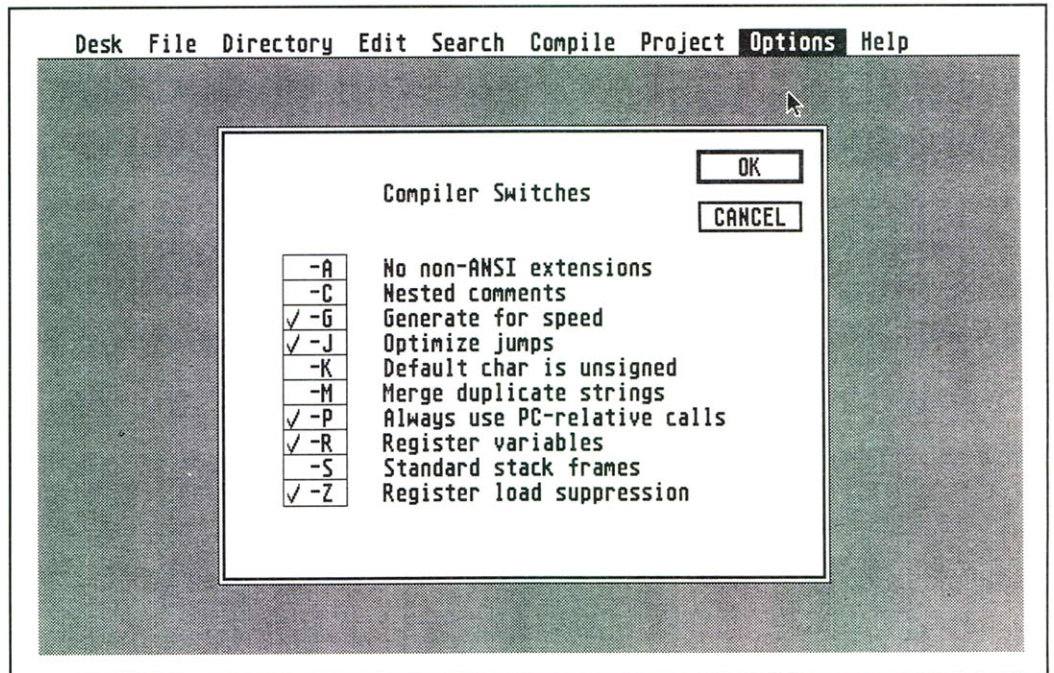 Desk File Directory Edit Search Compile Project Options Help
OK
Compiler Switches
CANCEL
-A No non-ANSI extensions
-C Nested comments
√ -G Generate for speed
√ -J Optimize jumps
-K Default char is unsigned
-M Merge duplicate strings
√ -P Always use PC-relative calls
√ -R Register variables
-S Standard stack frames
√ -Z Register load suppression